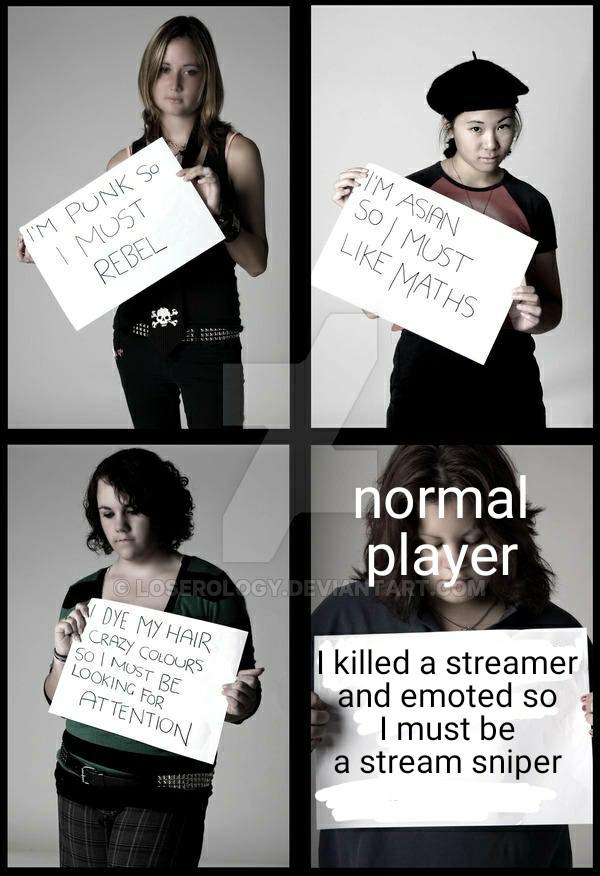 I'M PUNK SO
I MUST
REBEL
I'M ASIAN
SO I MUST
LIKE MATHS
I DYE MY HAIR
CRAZY COLOURS
SO I MUST BE
LOOKING FOR
ATTENTION
normal
player
I killed a streamer
and emoted so
I must be
a stream sniper
© LOSEROLOGY.DEVIANTART.COM